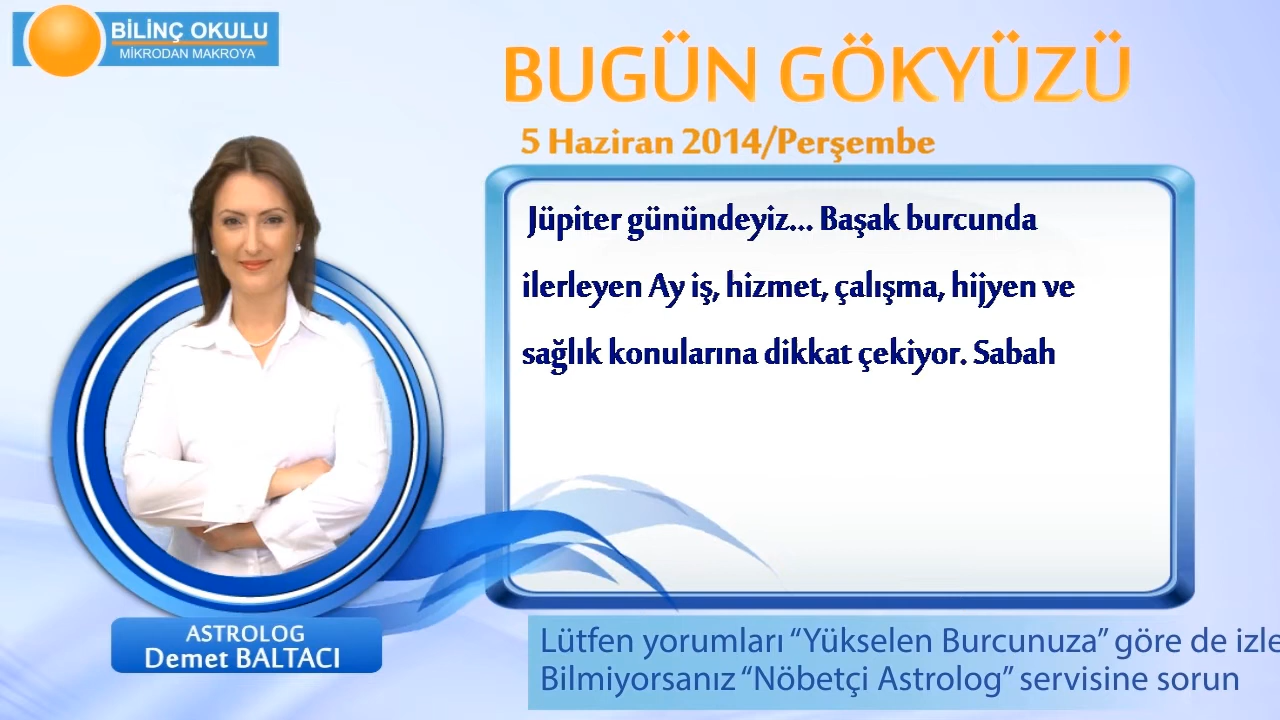 BİLİNÇ OKULU
MİKRODAN MAKROYA
BUGÜN GÖKYÜZÜ
5 Haziran 2014/Perşembe
Jüpiter günündeyiz... Başak burcunda
ilerleyen Ay iş, hizmet, çalışma, hijyen ve
sağlık konularına dikkat çekiyor. Sabah
ASTROLOG
Demet BALTACI
Lütfen yorumları “Yükselen Burcunuza” göre de izle
Bilmiyorsanız “Nöbetçi Astrolog” servisine sorun